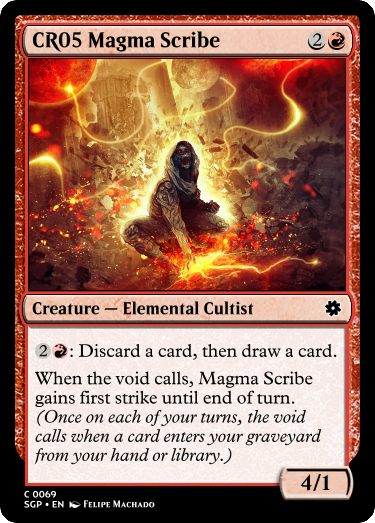 CR05 Magma Scribe 2
Creature — Elemental Cultist
2 : Discard a card, then draw a card.
When the void calls, Magma Scribe
gains first strike until end of turn.
(Once on each of your turns, the void
calls when a card enters your graveyard
from your hand or library.)
4/1
C 0069
SGP • EN Felipe Machado